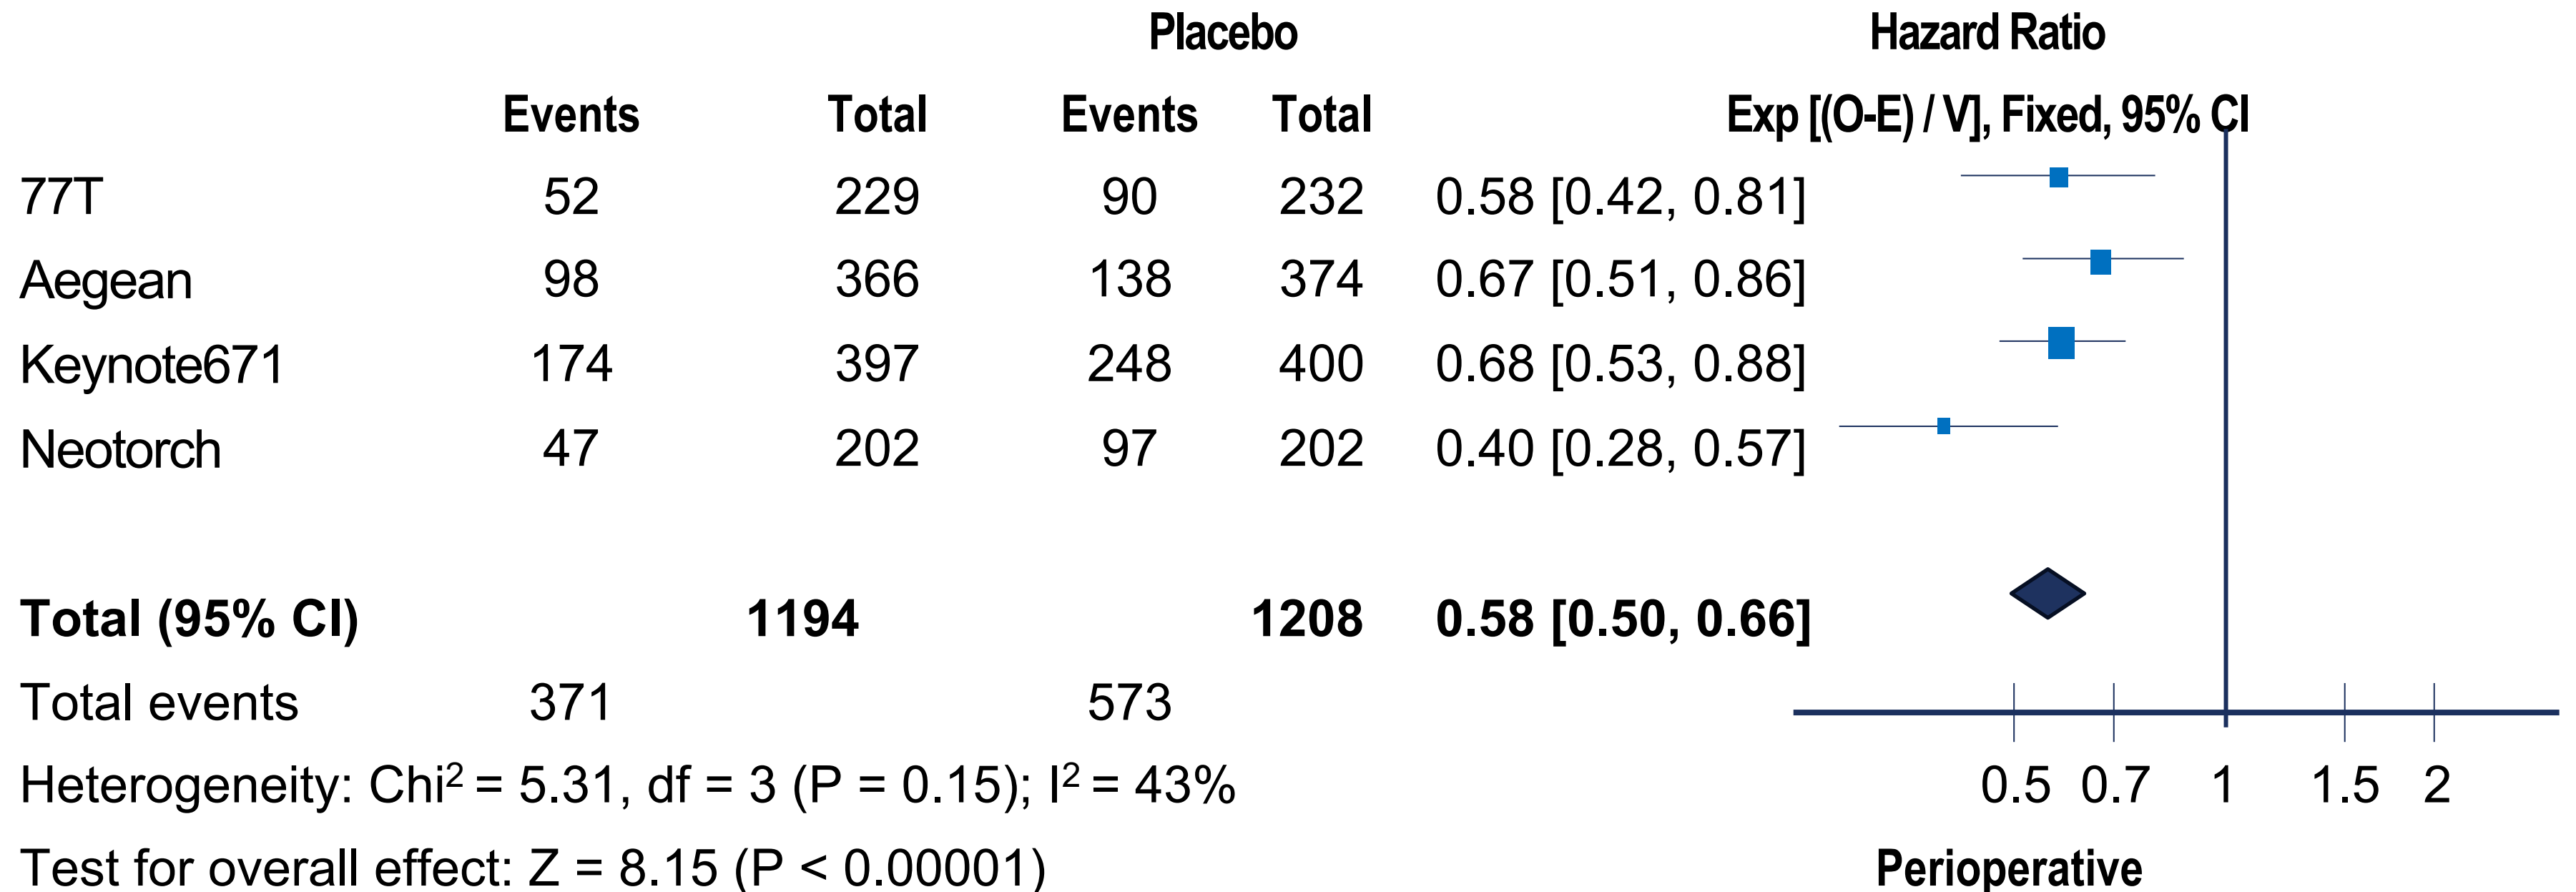 Placebo Hazard Ratio
Events Total Events Total Exp [(O-E) / V], Fixed, 95% CI
77T 52 229 90 232 0.58 [0.42, 0.81]
Aegean 98 366 138 374 0.67 [0.51, 0.86]
Keynote671 174 397 248 400 0.68 [0.53, 0.88]
Neotorch 47 202 97 202 0.40 [0.28, 0.57]
Total (95% CI) 1194 1208 0.58 [0.50, 0.66]
Total events 371 573
Heterogeneity: Chi² = 5.31, df = 3 (P = 0.15); I² = 43% 0.5 0.7 1 1.5 2
Test for overall effect: Z = 8.15 (P < 0.00001) Perioperative